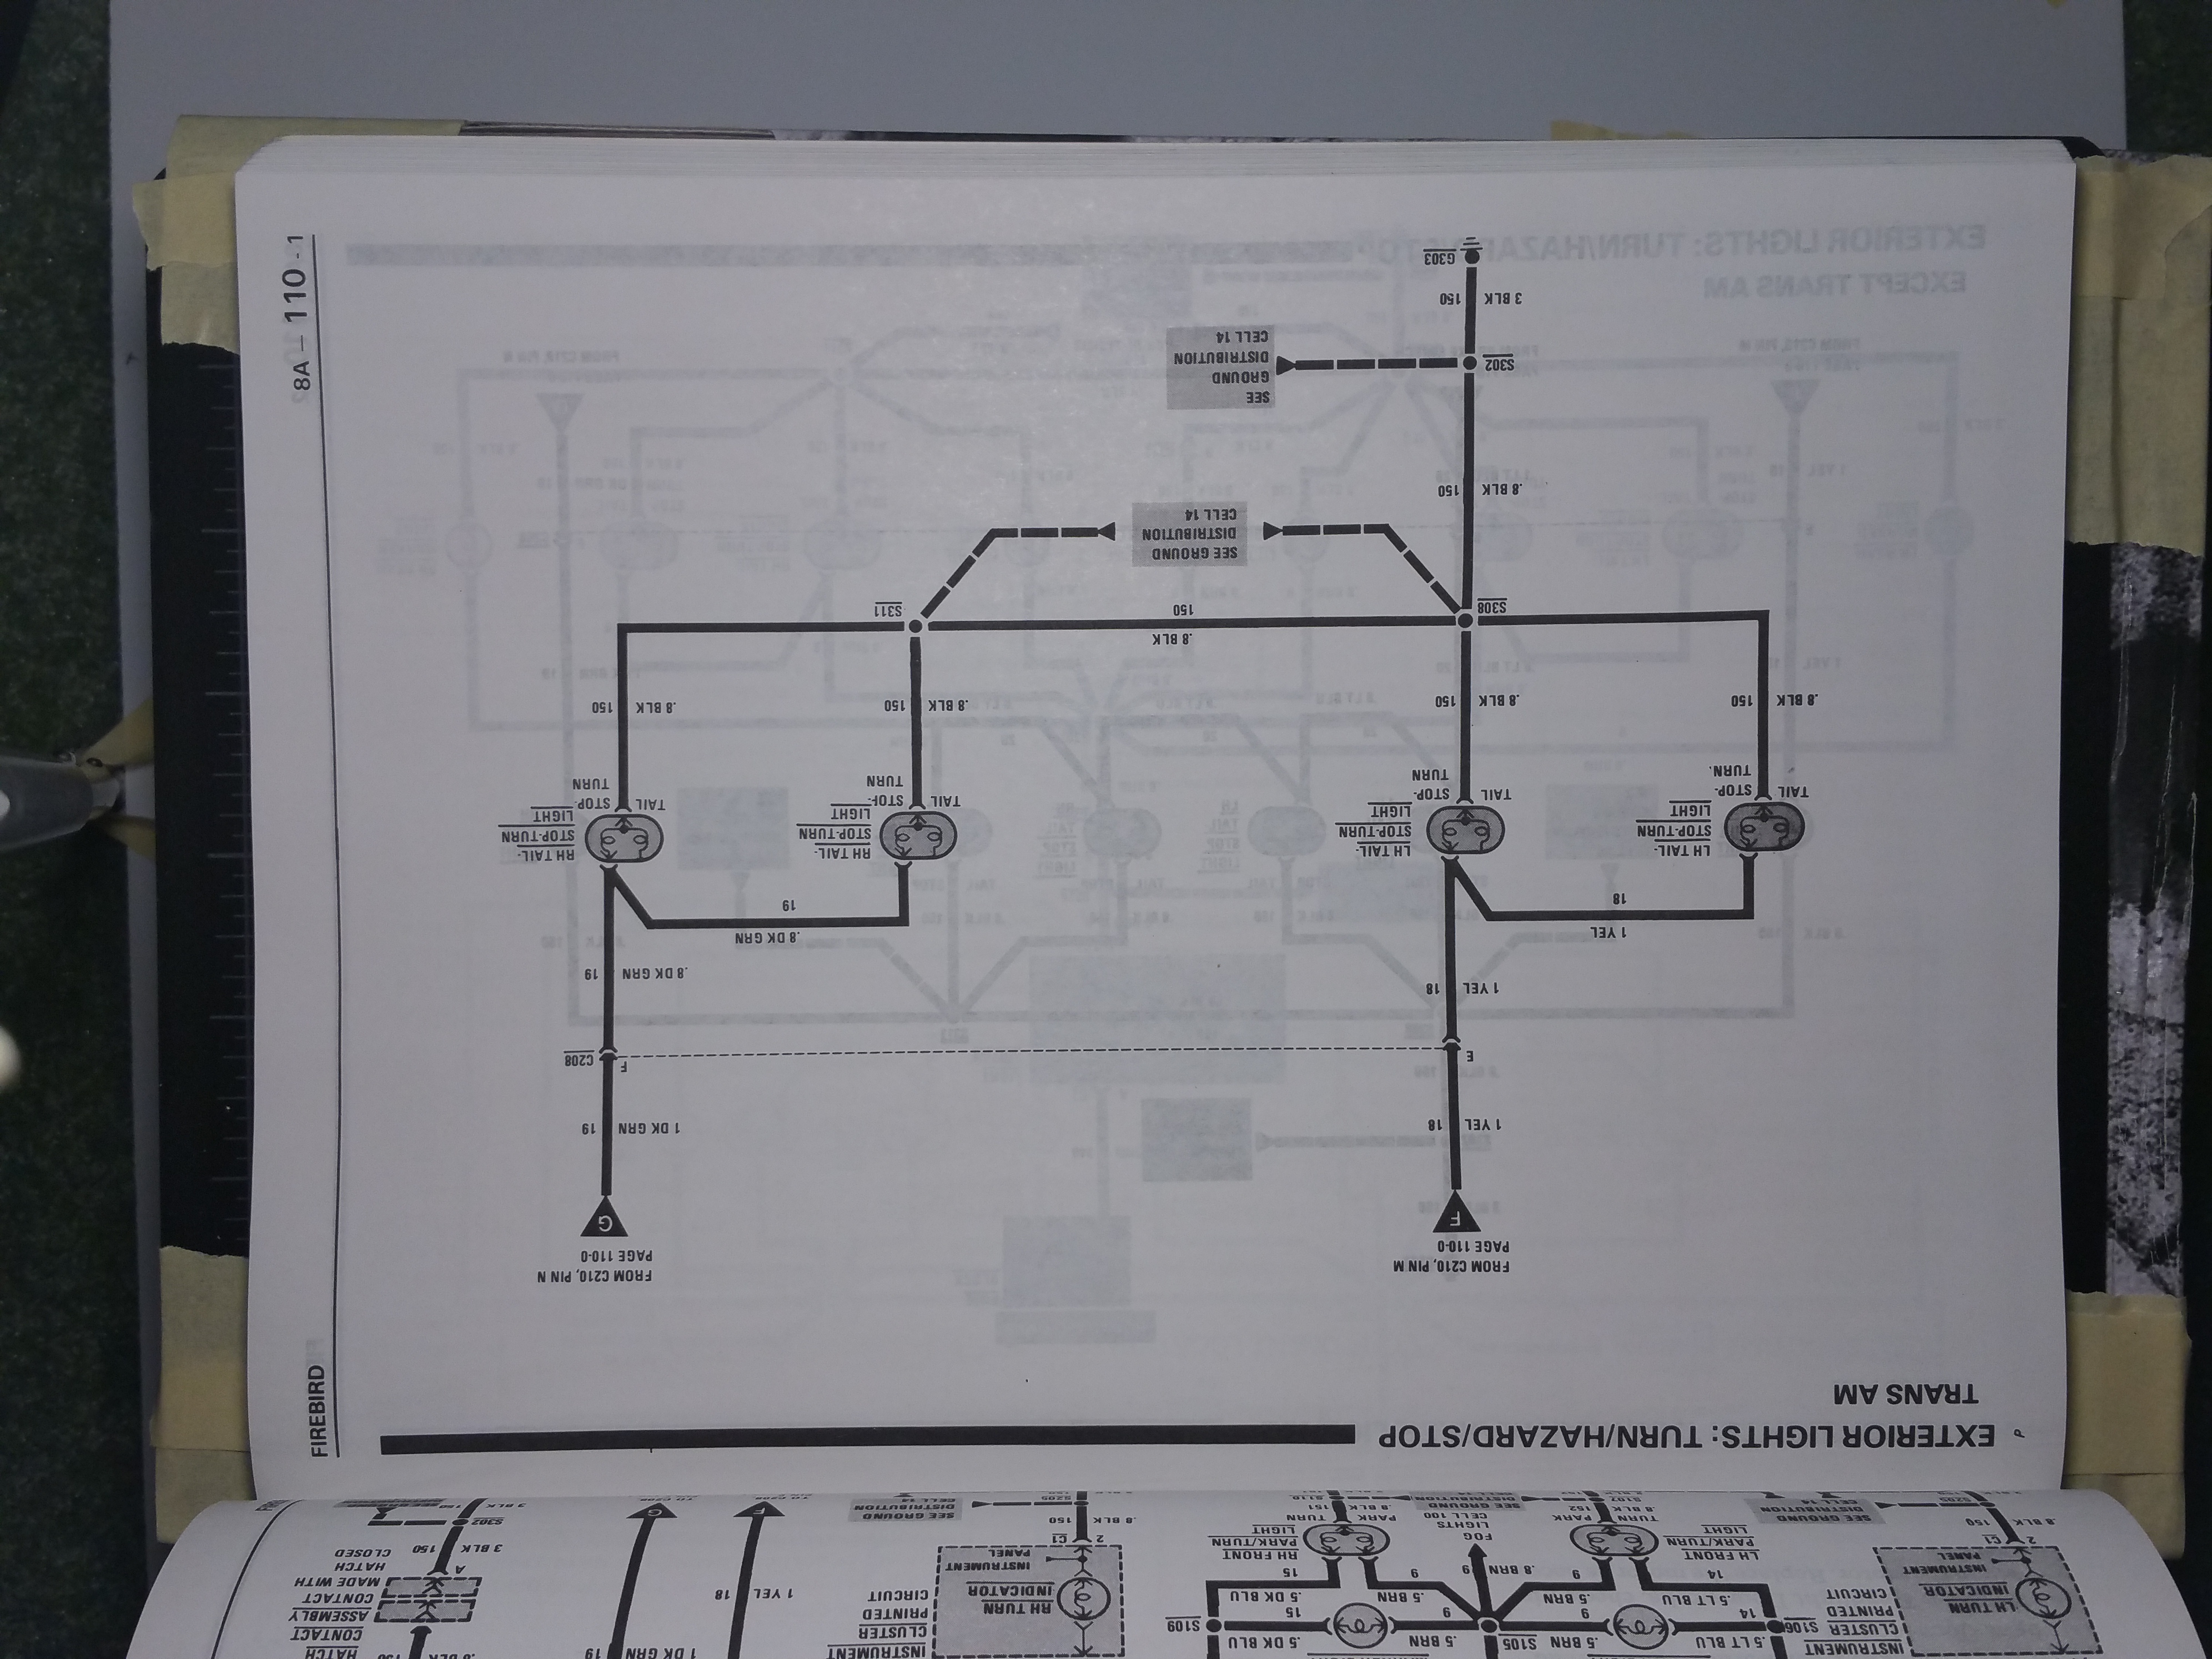 EXTERIOR LIGHTS: TURN/HAZARD/STOP
TRANS AM
FROM C210, PIN M
PAGE 110-0
F
FROM C210, PIN N
PAGE 110-0
G
1 YEL 18
1 DK GRN 19
E
F
C208
1 YEL 18
.8 DK GRN 19
1 YEL
18
.8 DK GRN
19
LH TAIL-
STOP-TURN
LIGHT
TAIL
STOP-
TURN.
LH TAIL-
STOP-TURN
LIGHT
TAIL
STOP-
TURN
RH TAIL-
STOP-TURN
LIGHT
TAIL
STOP-
TURN
RH TAIL-
STOP-TURN
LIGHT
TAIL
STOP-
TURN
.8 BLK 150
.8 BLK 150
.8 BLK 150
.8 BLK 150
S308
.8 BLK
150
S311
SEE GROUND
DISTRIBUTION
CELL 14
.8 BLK 150
S302
SEE
GROUND
DISTRIBUTION
CELL 14
3 BLK 150
G303
FIREBIRD
8A – 110 -1
INSTRUMENT
CLUSTER
PRINTED
CIRCUIT
LH TURN
INDICATOR
INSTRUMENT
PANEL
2 C1
.8 BLK 150
S205
SEE GROUND
DISTRIBUTION
CELL 14
S106
.5 LT BLU 14
.5 LT BLU
14
.5 BRN 9
.5 BRN
9
S105
.8 BRN 9
FOG
LIGHTS
CELL 100
.5 BRN
9
.5 BRN
9
.5 DK BLU
15
.5 DK BLU
15
S109
LH FRONT
PARK/TURN
LIGHT
TURN PARK
.8 BLK 152
S107
SEE GROUND
DISTRIBUTION
RH FRONT
PARK/TURN
LIGHT
PARK TURN
.8 BLK 151
S110
INSTRUMENT
CLUSTER
PRINTED
CIRCUIT
RH TURN
INDICATOR
INSTRUMENT
PANEL
2 C1
.8 BLK 150
S205
SEE GROUND
DISTRIBUTION
CELL 14
1 YEL 18
F
1 DK GRN 19
G
HATCH
CONTACT
ASSEMBLY
CONTACT
MADE WITH
HATCH
CLOSED
A
3 BLK 150
S302
3 BLK 150